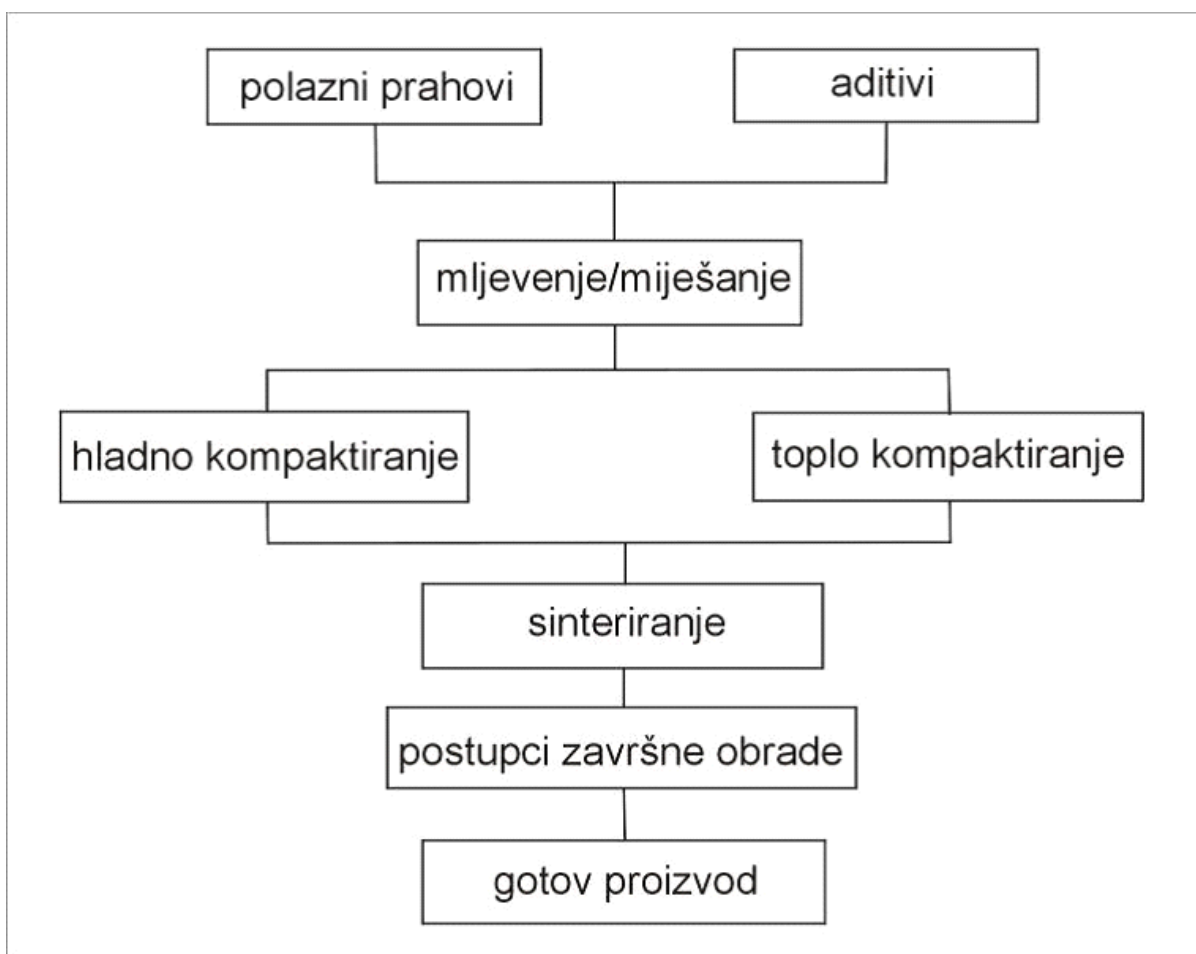 polazni prahovi
aditivi
mljevenje/miješanje
hladno kompaktiranje
toplo kompaktiranje
sinteriranje
postupci završne obrade
gotov proizvod